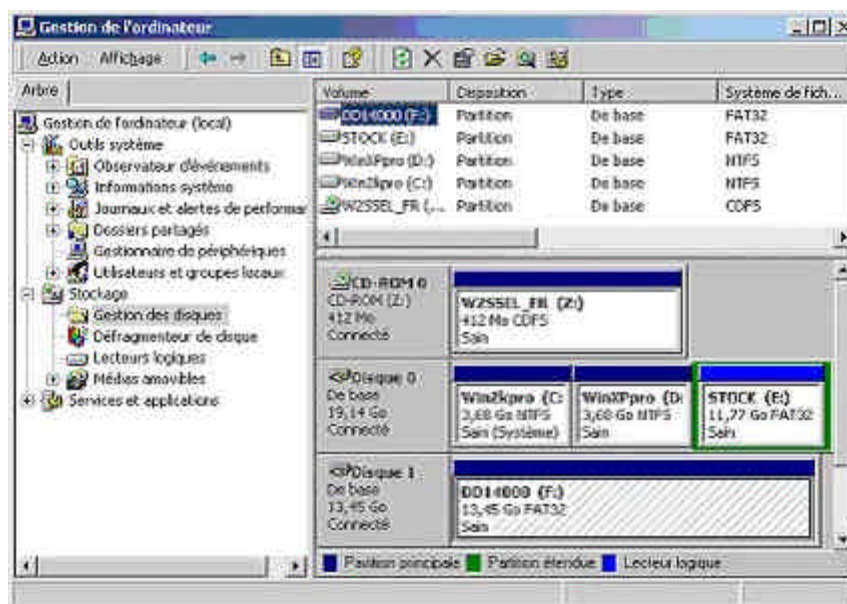 Gestion de l'ordinateur
Action Affichage
Arbre
Gestion de l'ordinateur (local)
Outils système
Observateur d'événements
Informations système
Journaux et alertes de performar
Dossiers partagés
Gestionnaire de périphériques
Utilisateurs et groupes locaux
Stockage
Gestion des disques
Défragmenteur de disque
Lecteurs logiques
Médias amovibles
Services et applications
Volume Disposition Type Système de fich...
DD14000 (F:) Partition De base FAT32
STOCK (E:) Partition De base FAT32
WinXPpro (D:) Partition De base NTFS
Win2kpro (C:) Partition De base NTFS
W2SSEL_FR (... Partition De base CDFS
CD-ROM 0
CD-ROM (Z:)
412 Mo
Connecté
W2SSEL_FR (Z:)
412 Mo CDFS
Sain
Disque 0
De base
19,14 Go
Connecté
Win2kpro (C:
3,68 Go NTFS
Sain (Système)
WinXPpro (D:
3,68 Go NTFS
Sain
STOCK (E:)
11,77 Go FAT32
Sain
Disque 1
De base
13,45 Go
Connecté
DD14000 (F:)
13,45 Go FAT32
Sain
Partition principale Partition étendue Lecteur logique